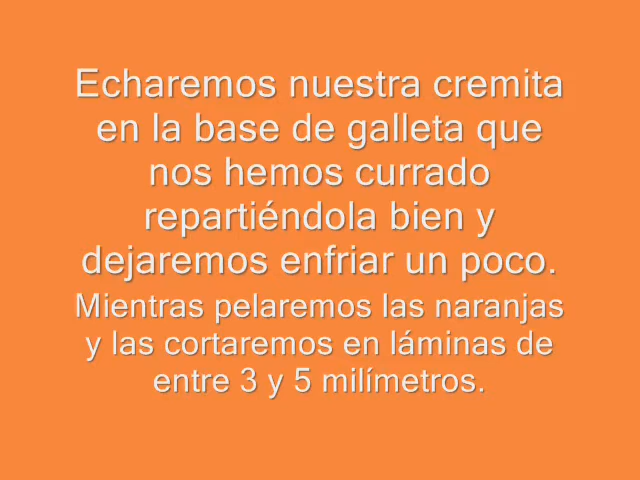 Echaremos nuestra cremita
en la base de galleta que
nos hemos currado
repartiéndola bien y
dejaremos enfriar un poco.
Mientras pelaremos las naranjas
y las cortaremos en láminas de
entre 3 y 5 milímetros.